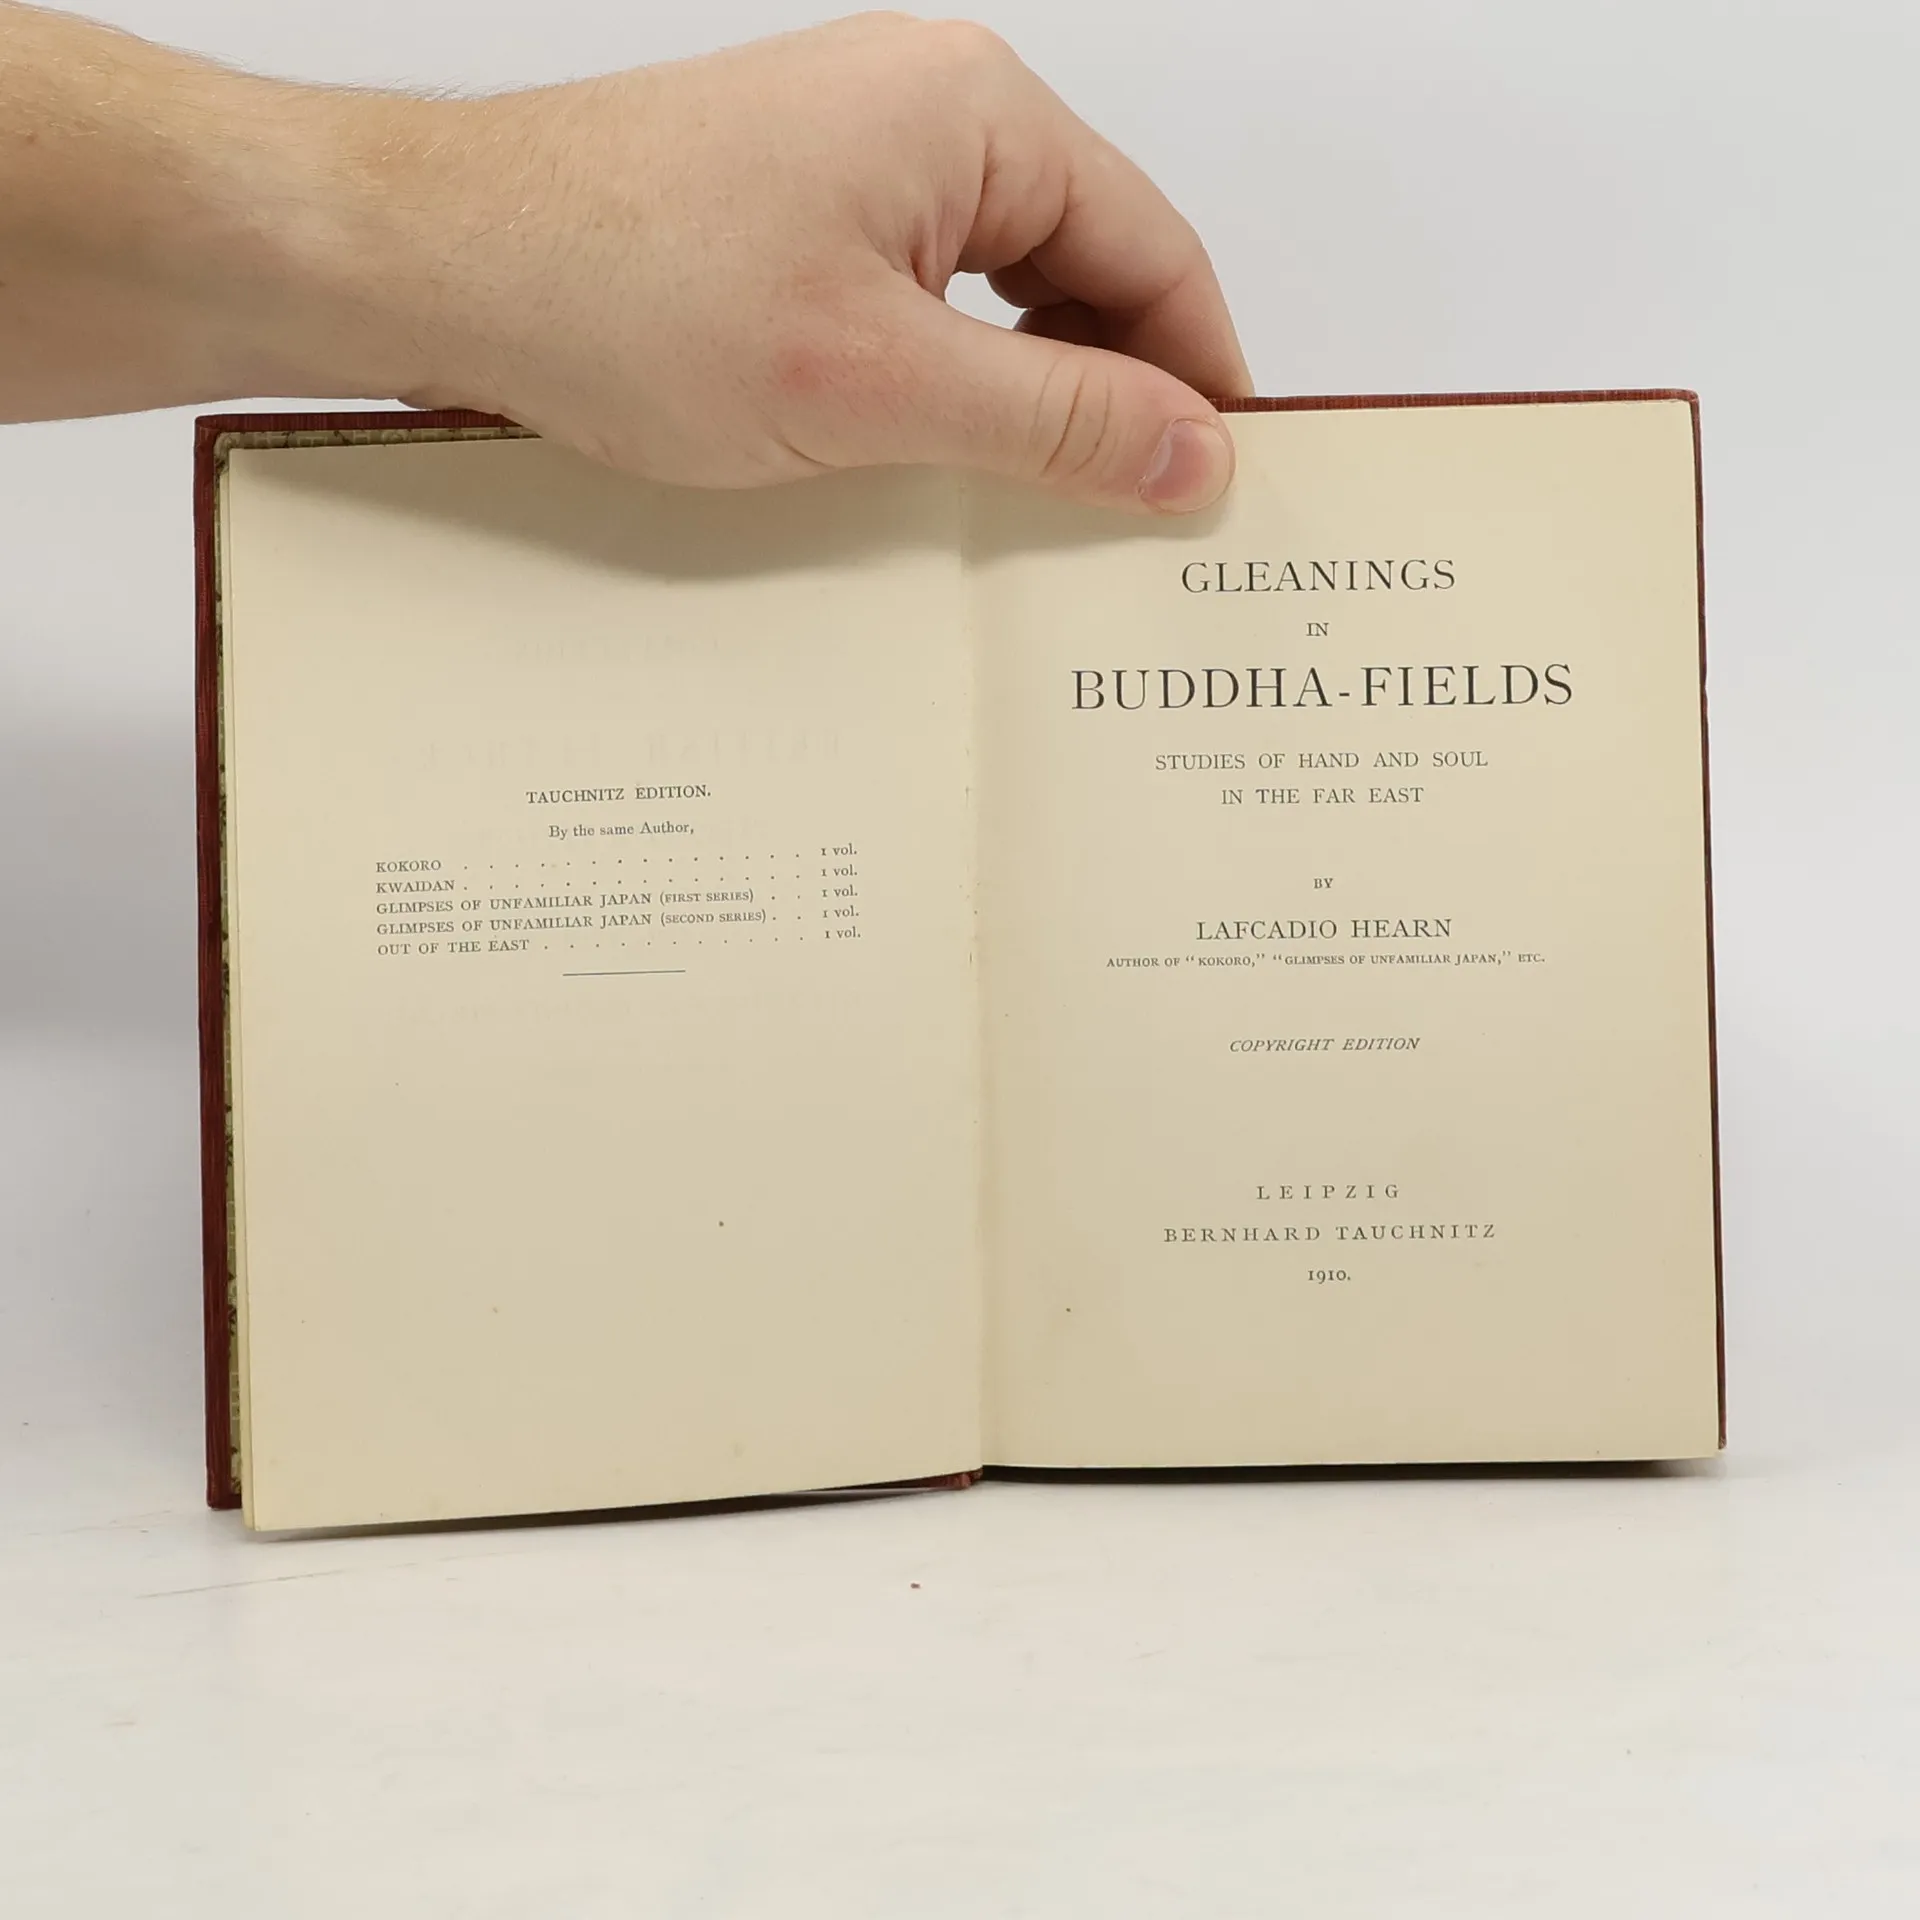 TAUCHNITZ EDITION.
By the same Author,
KOKORO . . . . . . . . . . . . . . 1 vol.
KWAIDAN . . . . . . . . . . . . . . 1 vol.
GLIMPSES OF UNFAMILIAR JAPAN (FIRST SERIES) . . 1 vol.
GLIMPSES OF UNFAMILIAR JAPAN (SECOND SERIES) . . 1 vol.
OUT OF THE EAST . . . . . . . . . . . 1 vol.
GLEANINGS
IN
BUDDHA-FIELDS
STUDIES OF HAND AND SOUL
IN THE FAR EAST
BY
LAFCADIO HEARN
AUTHOR OF “KOKORO,” “GLIMPSES OF UNFAMILIAR JAPAN,” ETC.
COPYRIGHT EDITION
LEIPZIG
BERNHARD TAUCHNITZ
1910.